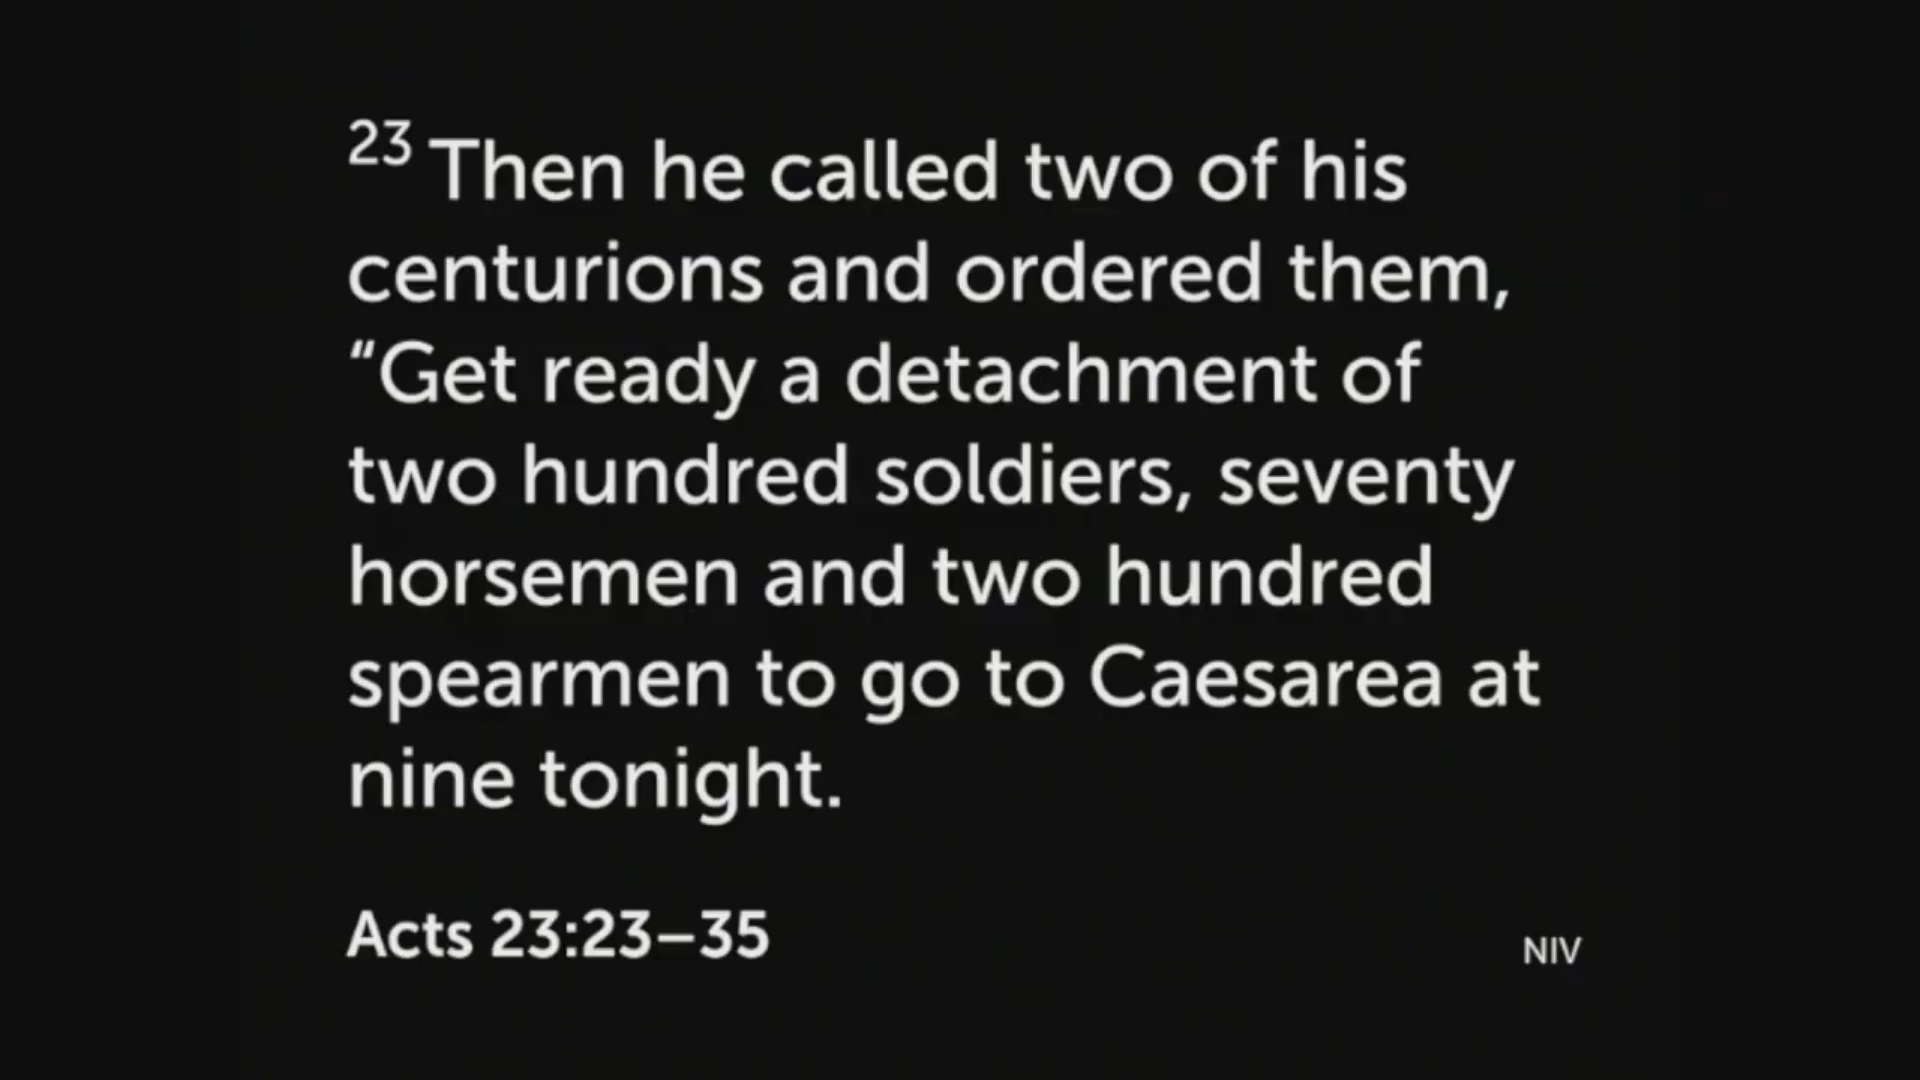 23 Then he called two of his
centurions and ordered them,
“Get ready a detachment of
two hundred soldiers, seventy
horsemen and two hundred
spearmen to go to Caesarea at
nine tonight.
Acts 23:23–35
NIV